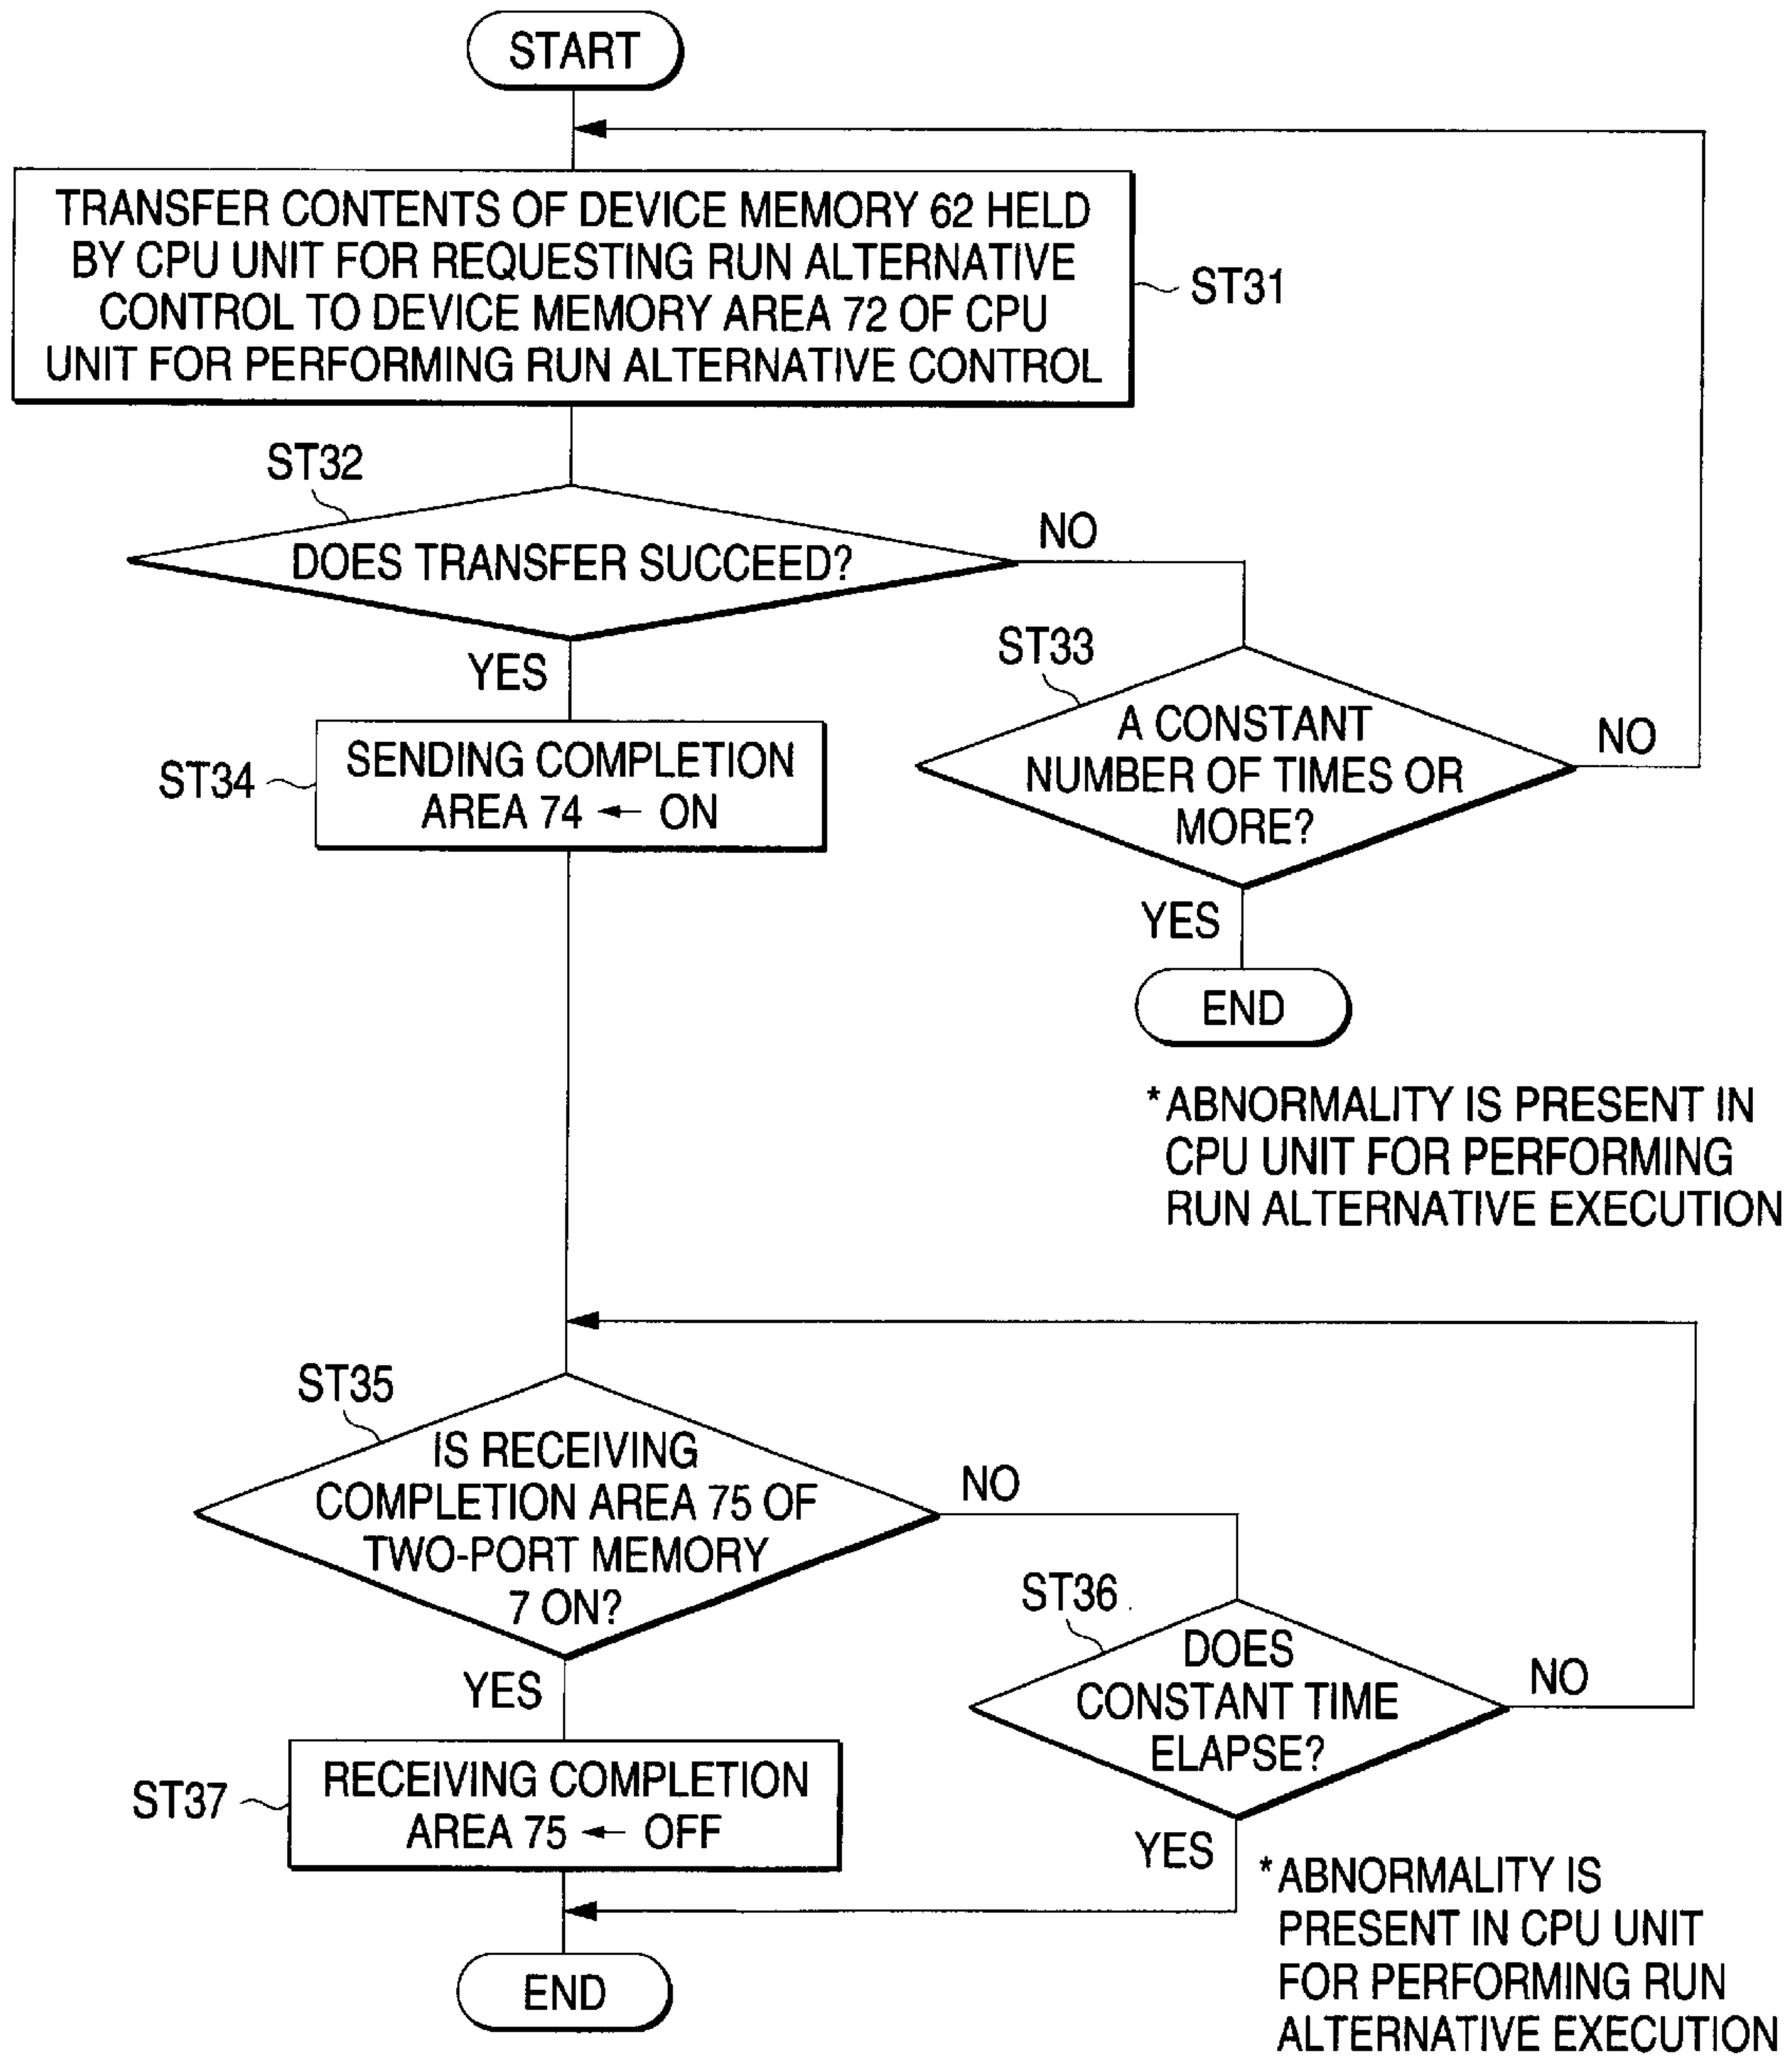 START
TRANSFER CONTENTS OF DEVICE MEMORY 62 HELD
BY CPU UNIT FOR REQUESTING RUN ALTERNATIVE
CONTROL TO DEVICE MEMORY AREA 72 OF CPU
UNIT FOR PERFORMING RUN ALTERNATIVE CONTROL
ST31
ST32
DOES TRANSFER SUCCEED?
NO
YES
ST33
A CONSTANT
NUMBER OF TIMES OR
MORE?
NO
YES
END
ST34
SENDING COMPLETION
AREA 74 ← ON
*ABNORMALITY IS PRESENT IN
CPU UNIT FOR PERFORMING
RUN ALTERNATIVE EXECUTION
ST35
IS RECEIVING
COMPLETION AREA 75 OF
TWO-PORT MEMORY
7 ON?
NO
YES
ST36
DOES
CONSTANT TIME
ELAPSE?
NO
YES
ST37
RECEIVING COMPLETION
AREA 75 ← OFF
*ABNORMALITY IS
PRESENT IN CPU UNIT
FOR PERFORMING RUN
ALTERNATIVE EXECUTION
END